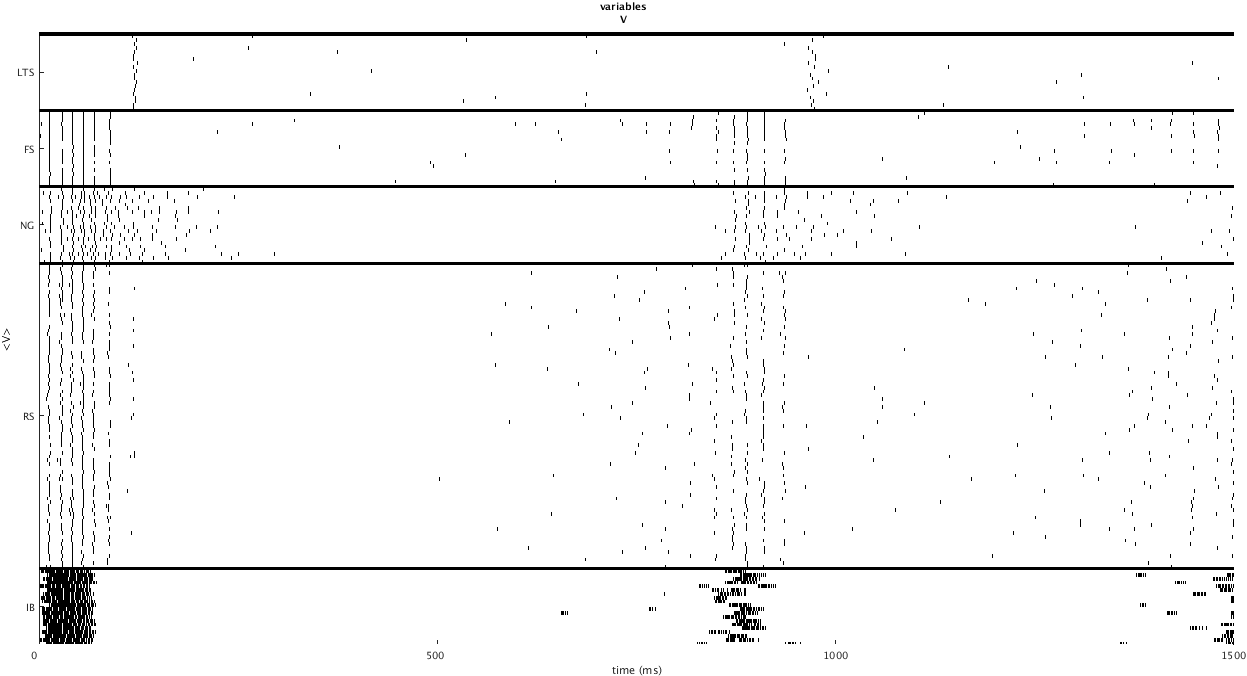 variables
V
LTS
FS
NG
<V>
RS
IB
0 500 1000 1500
time (ms)